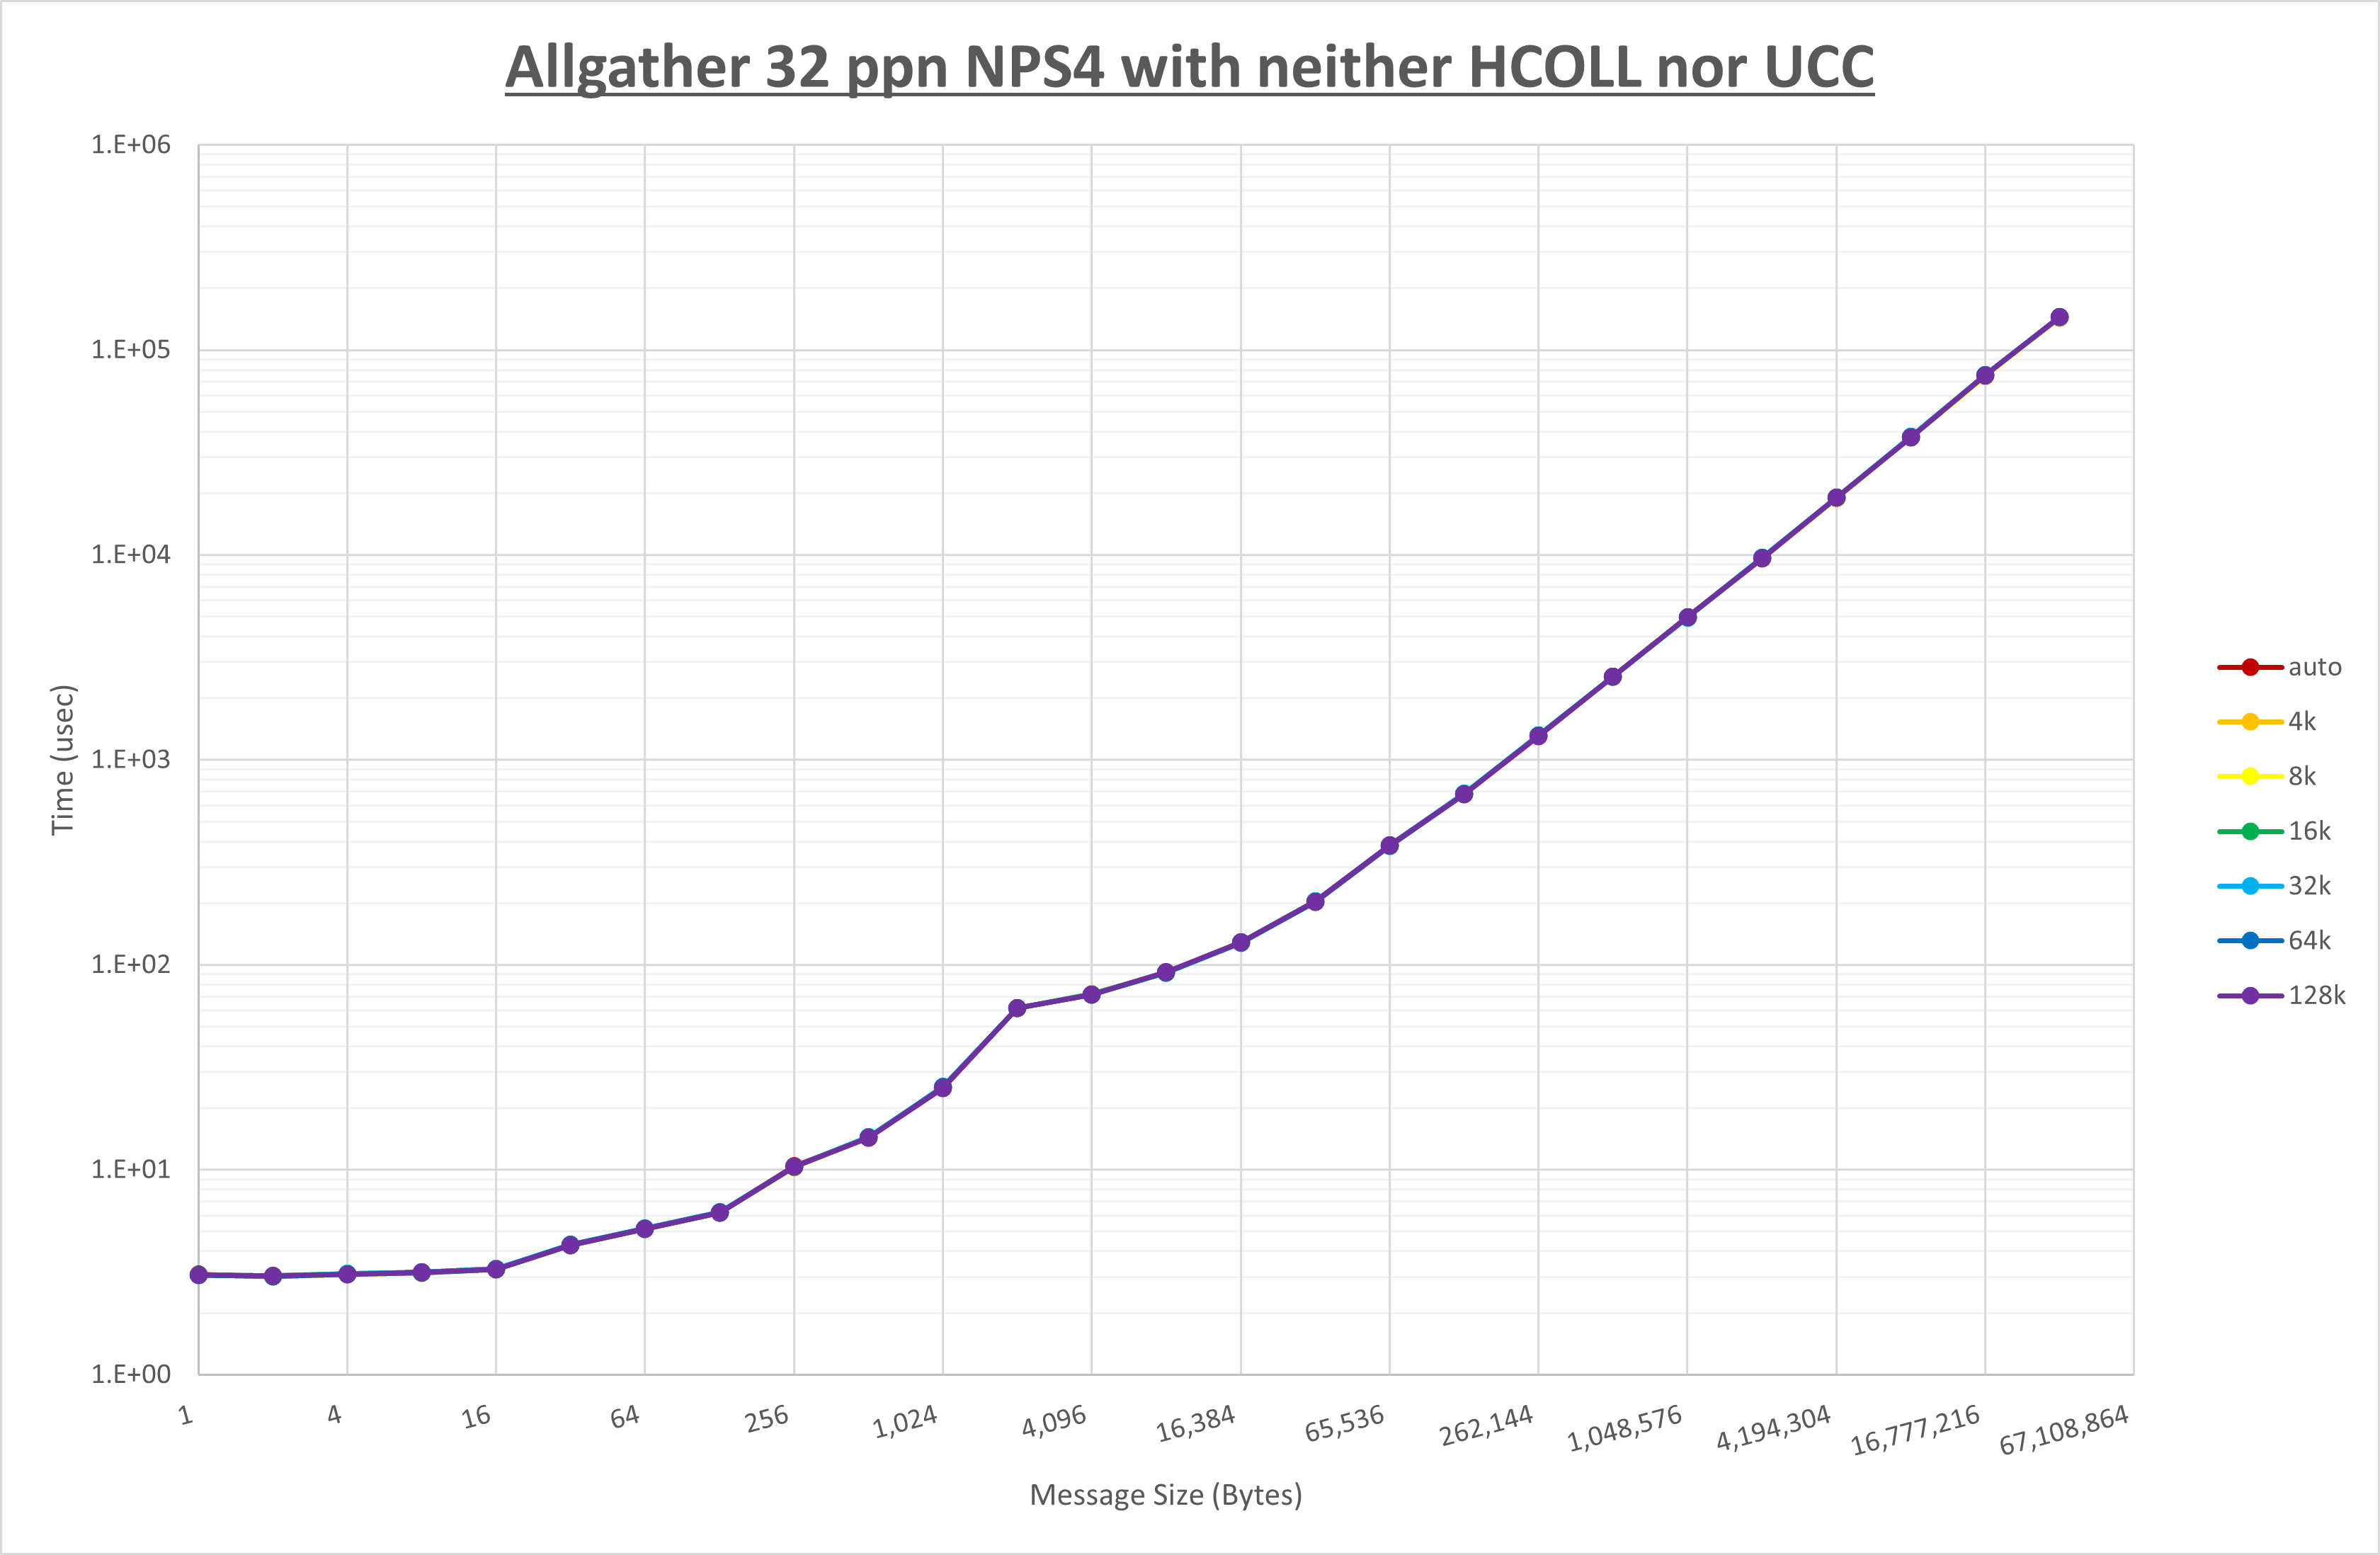 Allgather 32 ppn NPS4 with neither HCOLL nor UCC
1.E+06
1.E+05
1.E+04
1.E+03
1.E+02
1.E+01
1.E+00
Time (usec)
1 4 16 64 256 1,024 4,096 16,384 65,536 262,144 1,048,576 4,194,304 16,777,216 67,108,864
Message Size (Bytes)
auto
4k
8k
16k
32k
64k
128k